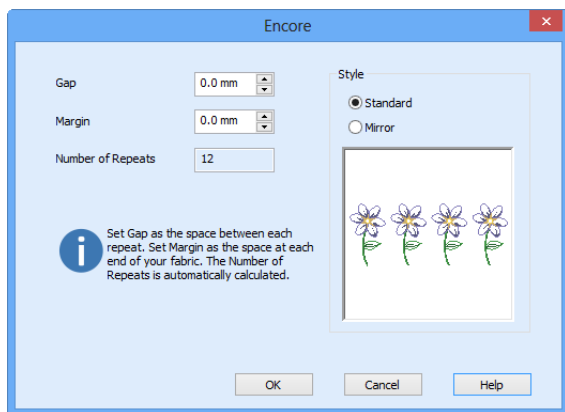 Encore
Gap
0.0 mm
Margin
0.0 mm
Number of Repeats
12
Set Gap as the space between each
repeat. Set Margin as the space at each
end of your fabric. The Number of
Repeats is automatically calculated.
Style
Standard
Mirror
OK
Cancel
Help